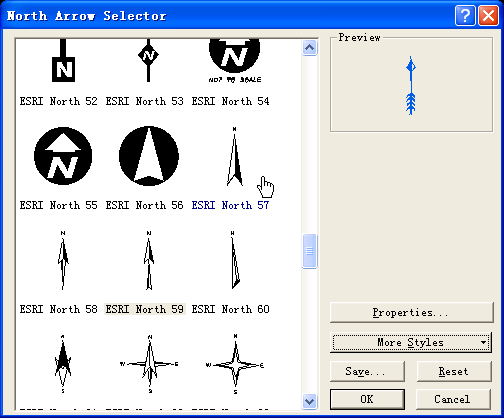 North Arrow Selector
Preview
N
N
NOT TO SCALE
ESRI North 52 ESRI North 53 ESRI North 54
N
N
ESRI North 55 ESRI North 56 ESRI North 57
N
N
N
ESRI North 58 ESRI North 59 ESRI North 60
Properties...
More Styles
Save...
Reset
OK
Cancel
N
N
N
W
E
W
E
S
S
S